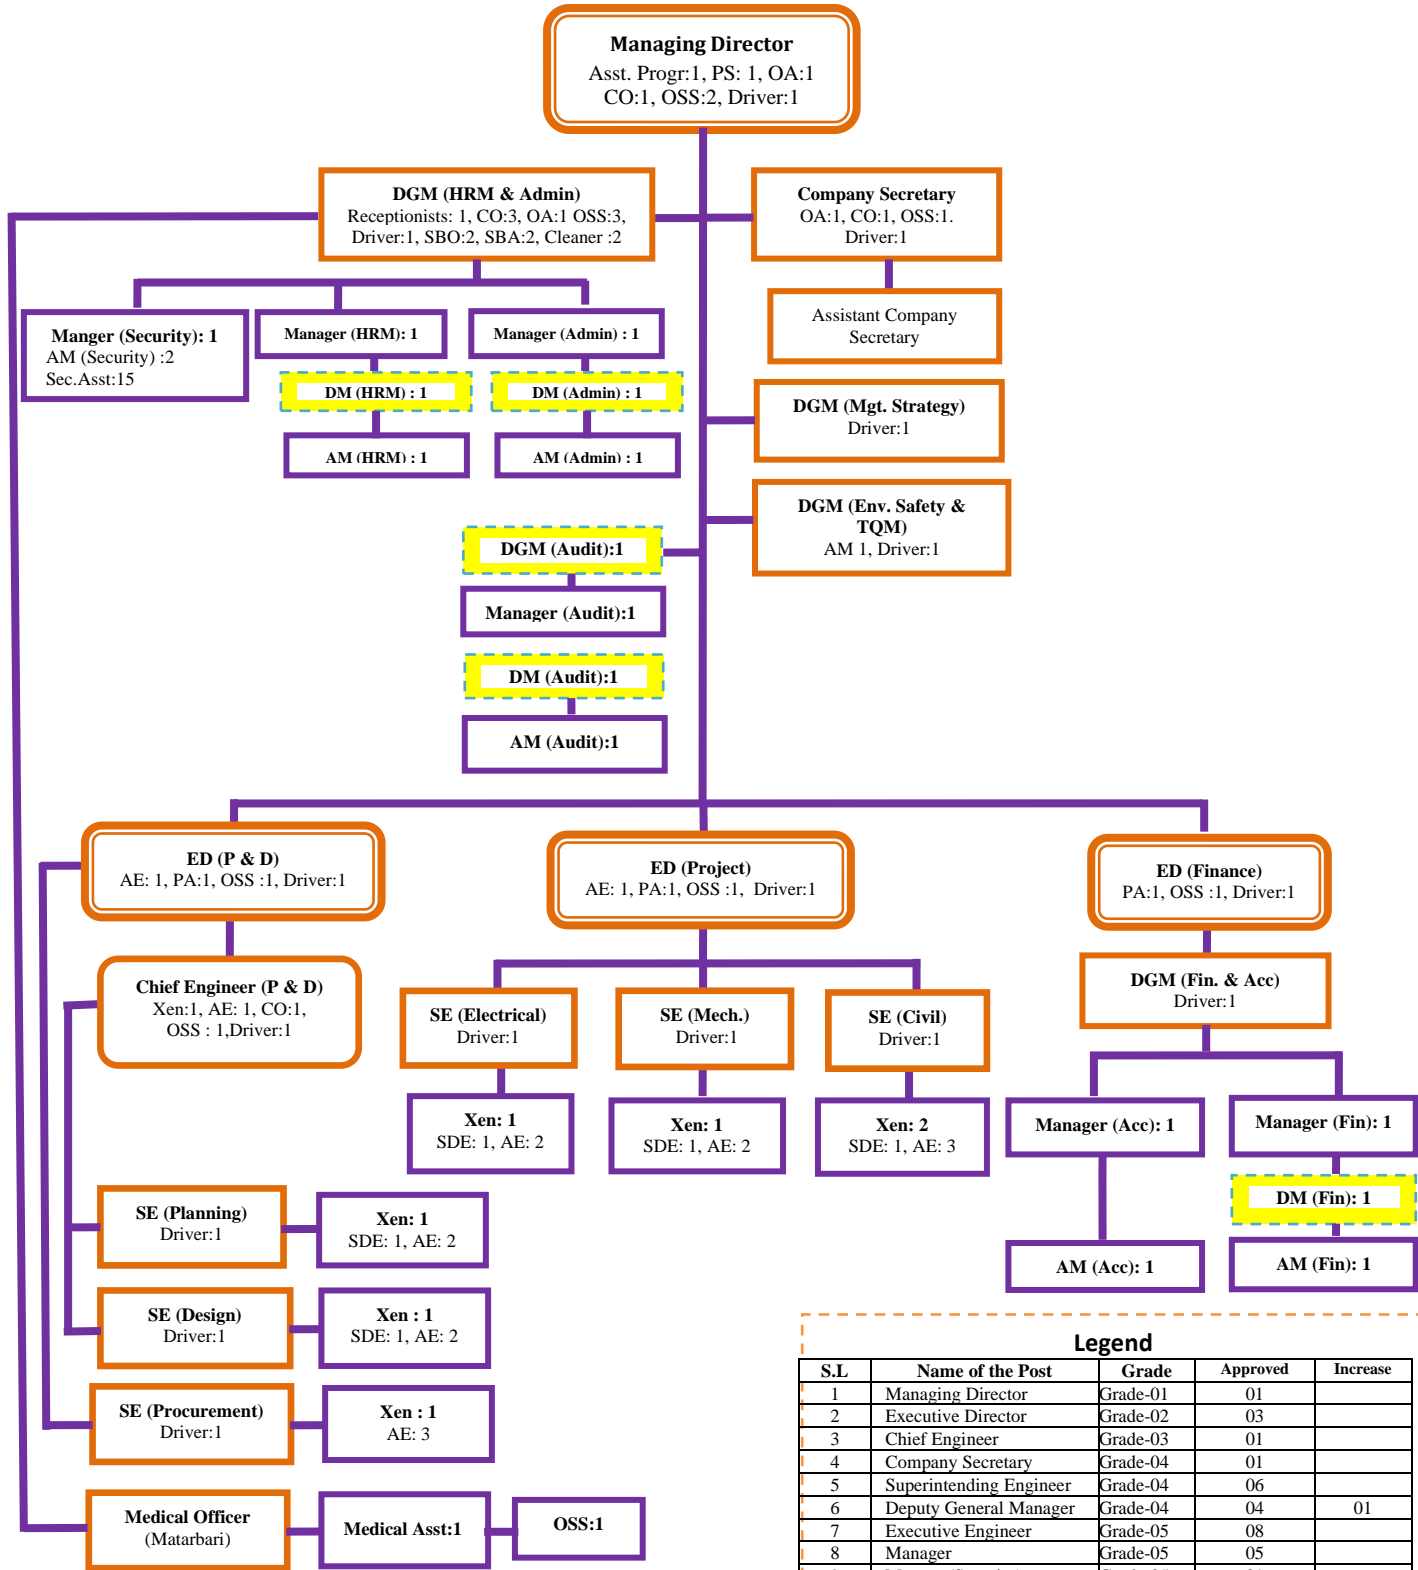 Managing Director
Asst. Progr:1, PS: 1, OA:1
CO:1, OSS:2, Driver:1
DGM (HRM & Admin)
Receptionists: 1, CO:3, OA:1 OSS:3,
Driver:1, SBO:2, SBA:2, Cleaner :2
Company Secretary
OA:1, CO:1, OSS:1.
Driver:1
Assistant Company
Secretary
Manger (Security): 1
AM (Security) :2
Sec.Asst:15
Manager (HRM): 1
Manager (Admin) : 1
DM (HRM) : 1
DM (Admin) : 1
AM (HRM) : 1
AM (Admin) : 1
DGM (Mgt. Strategy)
Driver:1
DGM (Env. Safety &
TQM)
AM 1, Driver:1
DGM (Audit):1
Manager (Audit):1
DM (Audit):1
AM (Audit):1
ED (P & D)
AE: 1, PA:1, OSS :1, Driver:1
ED (Project)
AE: 1, PA:1, OSS :1, Driver:1
ED (Finance)
PA:1, OSS :1, Driver:1
Chief Engineer (P & D)
Xen:1, AE: 1, CO:1,
OSS : 1,Driver:1
SE (Electrical)
Driver:1
SE (Mech.)
Driver:1
SE (Civil)
Driver:1
DGM (Fin. & Acc)
Driver:1
Xen: 1
SDE: 1, AE: 2
Xen: 1
SDE: 1, AE: 2
Xen: 2
SDE: 1, AE: 3
Manager (Acc): 1
Manager (Fin): 1
DM (Fin): 1
AM (Acc): 1
AM (Fin): 1
SE (Planning)
Driver:1
Xen: 1
SDE: 1, AE: 2
SE (Design)
Driver:1
Xen : 1
SDE: 1, AE: 2
SE (Procurement)
Driver:1
Xen : 1
AE: 3
Medical Officer
(Matarbari)
Medical Asst:1
OSS:1
Legend
S.L Name of the Post Grade Approved Increase
1 Managing Director Grade-01 01
2 Executive Director Grade-02 03
3 Chief Engineer Grade-03 01
4 Company Secretary Grade-04 01
5 Superintending Engineer Grade-04 06
6 Deputy General Manager Grade-04 04 01
7 Executive Engineer Grade-05 08
8 Manager Grade-05 05